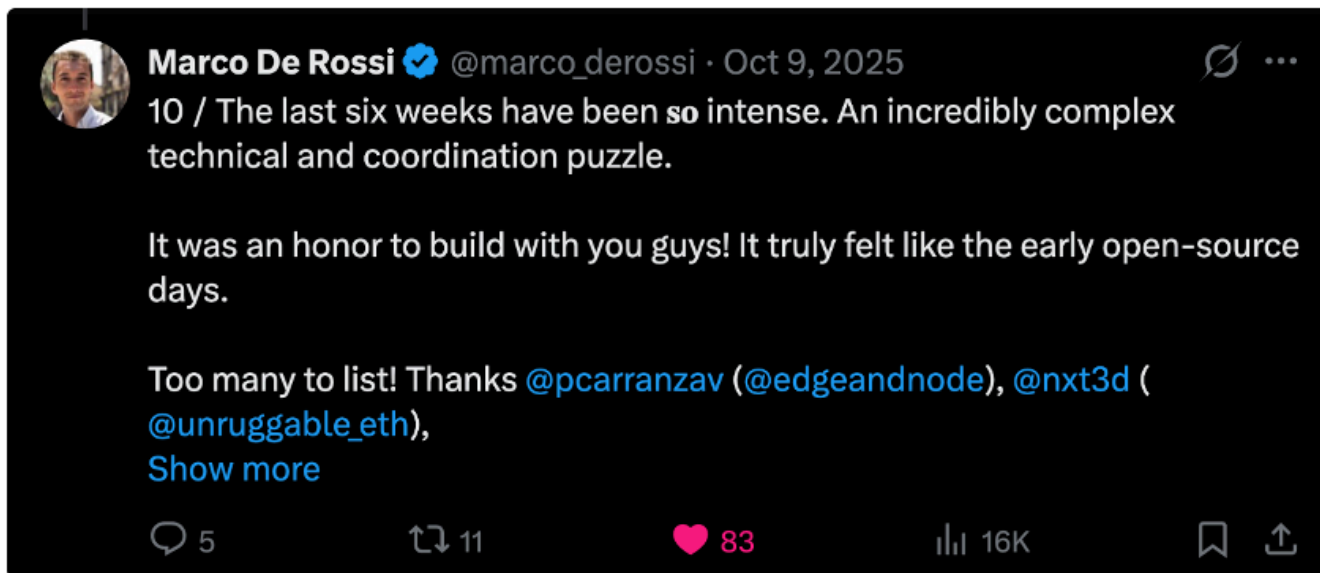 Marco De Rossi @marco_derossi · Oct 9, 2025
10 / The last six weeks have been so intense. An incredibly complex
technical and coordination puzzle.
It was an honor to build with you guys! It truly felt like the early open-source
days.
Too many to list! Thanks @pcarranzav (@edgeandnode), @nxt3d (
@unruggable_eth),
Show more
5 11 83 16K